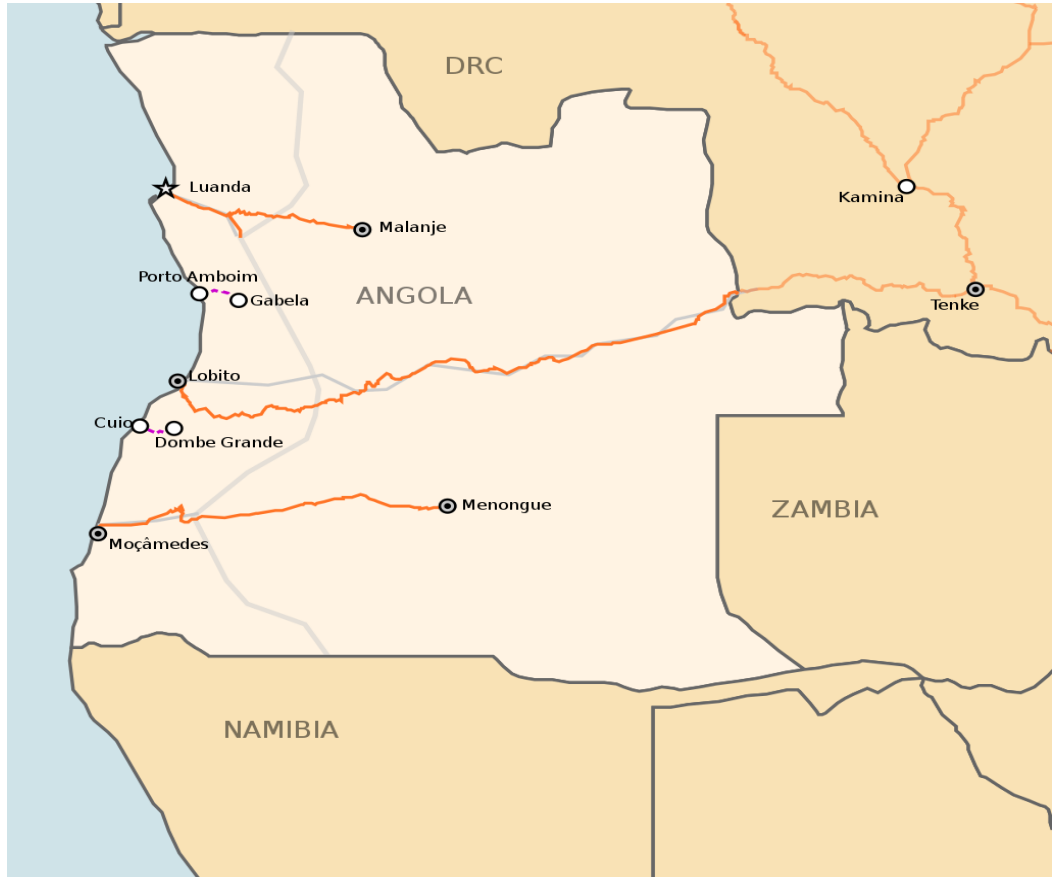 DRC
Luanda
Kamina
Malanje
Porto Amboim
Gabela
ANGOLA
Tenke
Lobito
Cuio
Dombe Grande
Menongue
ZAMBIA
Moçâmedes
NAMIBIA